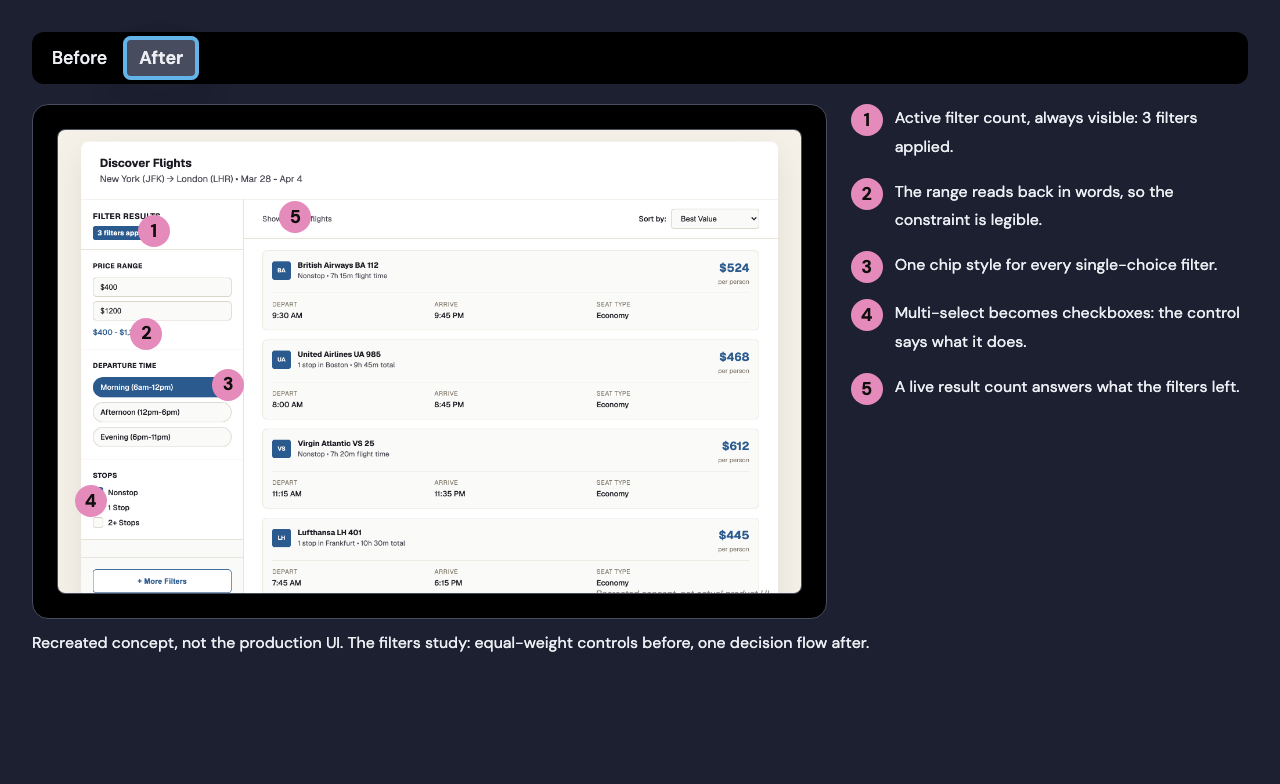 Before
After
Discover Flights
New York (JFK) → London (LHR) • Mar 28 - Apr 4
FILTER RESULTS
3 filters
1
PRICE RANGE
$400
$1200
$400 -
2
DEPARTURE TIME
Morning (6am-12pm)
3
Afternoon (12pm-6pm)
Evening (6pm-11pm)
STOPS
Nonstop
4
1 Stop
2+ Stops
+ More Filters
5
flights
Sort by:
Best Value
BA
British Airways BA 112
Nonstop • 7h 15m flight time
$524
per person
DEPART
ARRIVE
SEAT TYPE
9:30 AM
9:45 PM
Economy
UA
United Airlines UA 985
1 stop in Boston • 9h 45m total
$468
per person
DEPART
ARRIVE
SEAT TYPE
8:00 AM
8:45 PM
Economy
VS
Virgin Atlantic VS 25
Nonstop • 7h 20m flight time
$612
per person
DEPART
ARRIVE
SEAT TYPE
11:15 AM
11:35 PM
Economy
LH
Lufthansa LH 401
1 stop in Frankfurt • 10h 30m total
$445
per person
DEPART
ARRIVE
SEAT TYPE
7:45 AM
6:15 PM
Economy
1
Active filter count, always visible: 3 filters
applied.
2
The range reads back in words, so the
constraint is legible.
3
One chip style for every single-choice filter.
4
Multi-select becomes checkboxes: the control
says what it does.
5
A live result count answers what the filters left.
Recreated concept, not the production UI. The filters study: equal-weight controls before, one decision flow after.